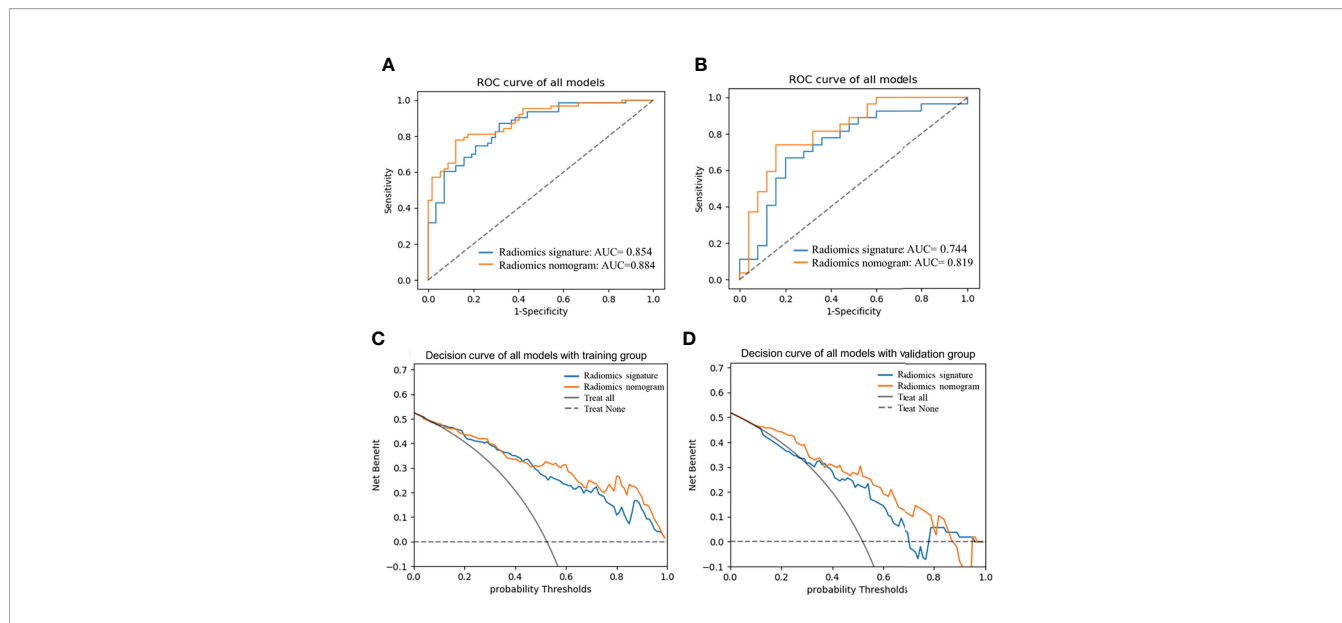 A
ROC curve of all models
1.0
0.8
0.6
0.4
0.2
0.0
Sensitivity
Radiomics signature: AUC= 0.854
Radiomics nomogram: AUC=0.884
0.0 0.2 0.4 0.6 0.8 1.0
1-Specificity
B
ROC curve of all models
1.0
0.8
0.6
0.4
0.2
0.0
Sensitivity
Radiomics signature: AUC= 0.744
Radiomics nomogram: AUC= 0.819
0.0 0.2 0.4 0.6 0.8 1.0
1-Specificity
C
Decision curve of all models with training group
0.7
0.6
0.5
0.4
0.3
0.2
0.1
0.0
−0.1
Net Benefit
Radiomics signature
Radiomics nomogram
Treat all
Treat None
0.0 0.2 0.4 0.6 0.8 1.0
probability Thresholds
D
Decision curve of all models with validation group
0.7
0.6
0.5
0.4
0.3
0.2
0.1
0.0
−0.1
Net Benefit
Radiomics signature
Radiomics nomogram
Treat all
Treat None
0.0 0.2 0.4 0.6 0.8 1.0
probability Thresholds